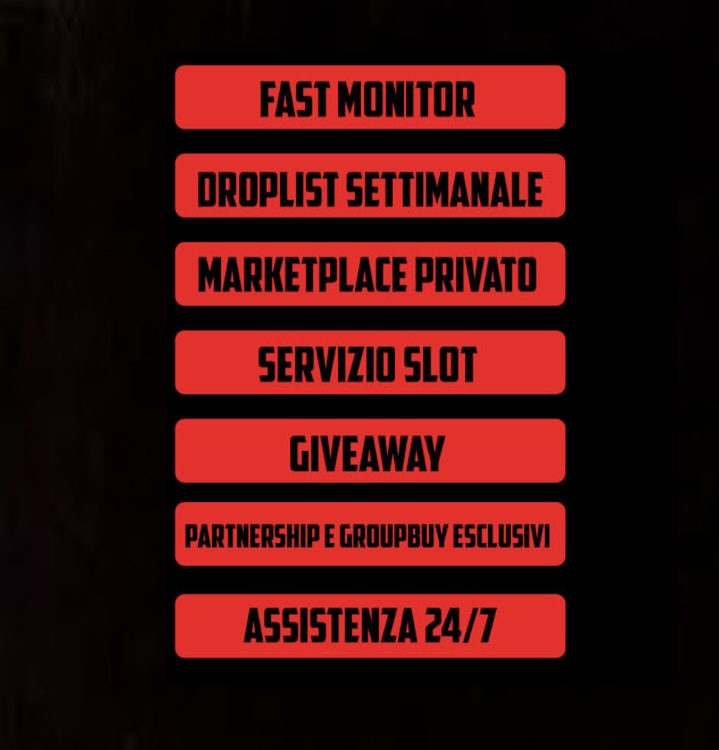 FAST MONITOR
DROPLIST SETTIMANALE
MARKETPLACE PRIVATO
SERVIZIO SLOT
GIVEAWAY
PARTNERSHIP E GROUPBUY ESCLUSIVI
ASSISTENZA 24/7